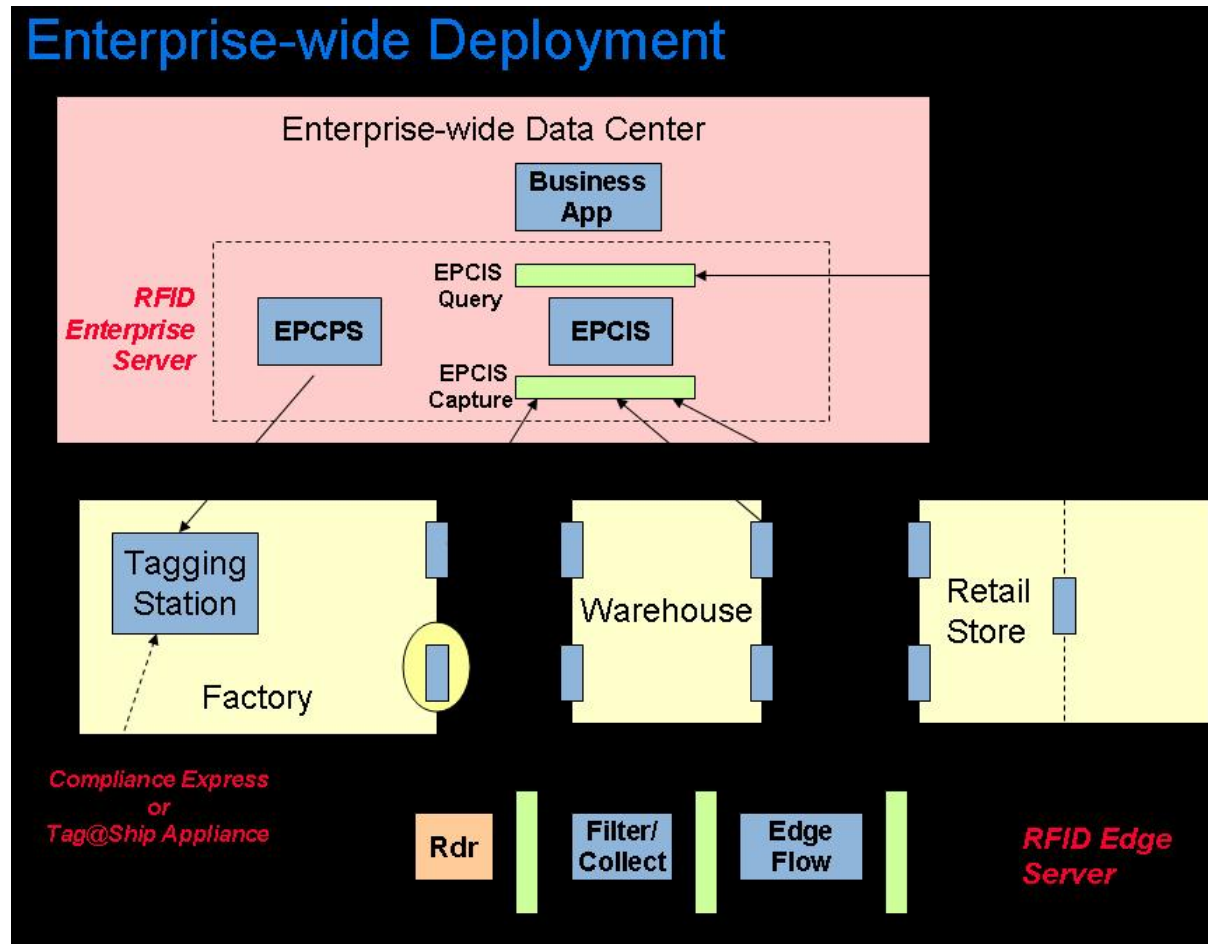 Enterprise-wide Deployment
Enterprise-wide Data Center
Business
App
EPCIS
Query
RFID
Enterprise
Server
EPCPS
EPCIS
EPCIS
Capture
Tagging
Station
Factory
Warehouse
Retail
Store
Compliance Express
or
Tag@Ship Appliance
Rdr
Filter/
Collect
Edge
Flow
RFID Edge
Server